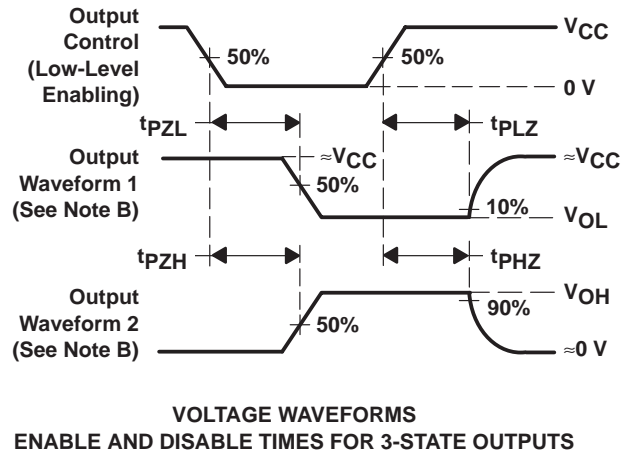 Output
Control
(Low-Level
Enabling)
50%
50%
VCC
0 V
tPZL
tPLZ
Output
Waveform 1
(See Note B)
≈VCC
50%
≈VCC
10%
VOL
tPZH
tPHZ
Output
Waveform 2
(See Note B)
50%
VOH
90%
≈0 V
VOLTAGE WAVEFORMS
ENABLE AND DISABLE TIMES FOR 3-STATE OUTPUTS